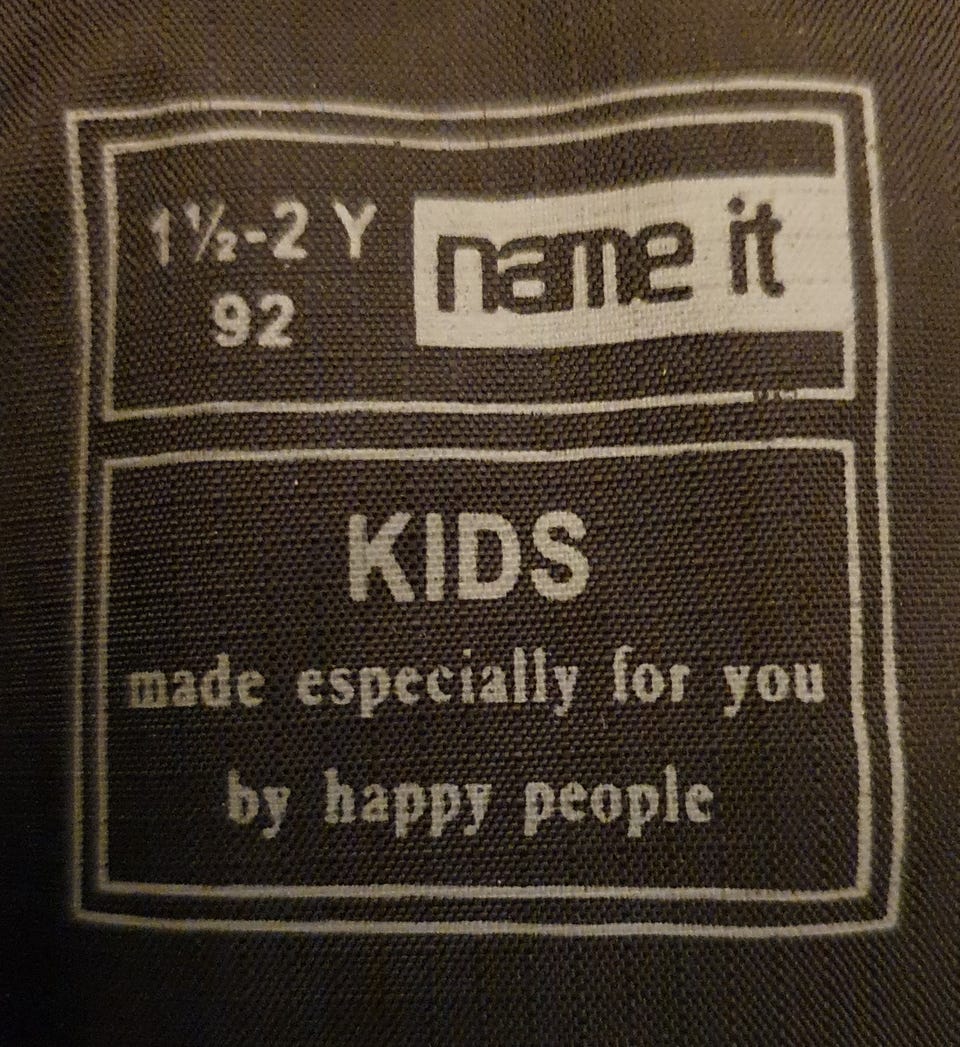 1½-2 Y
92
name it
KIDS
made especially for you
by happy people